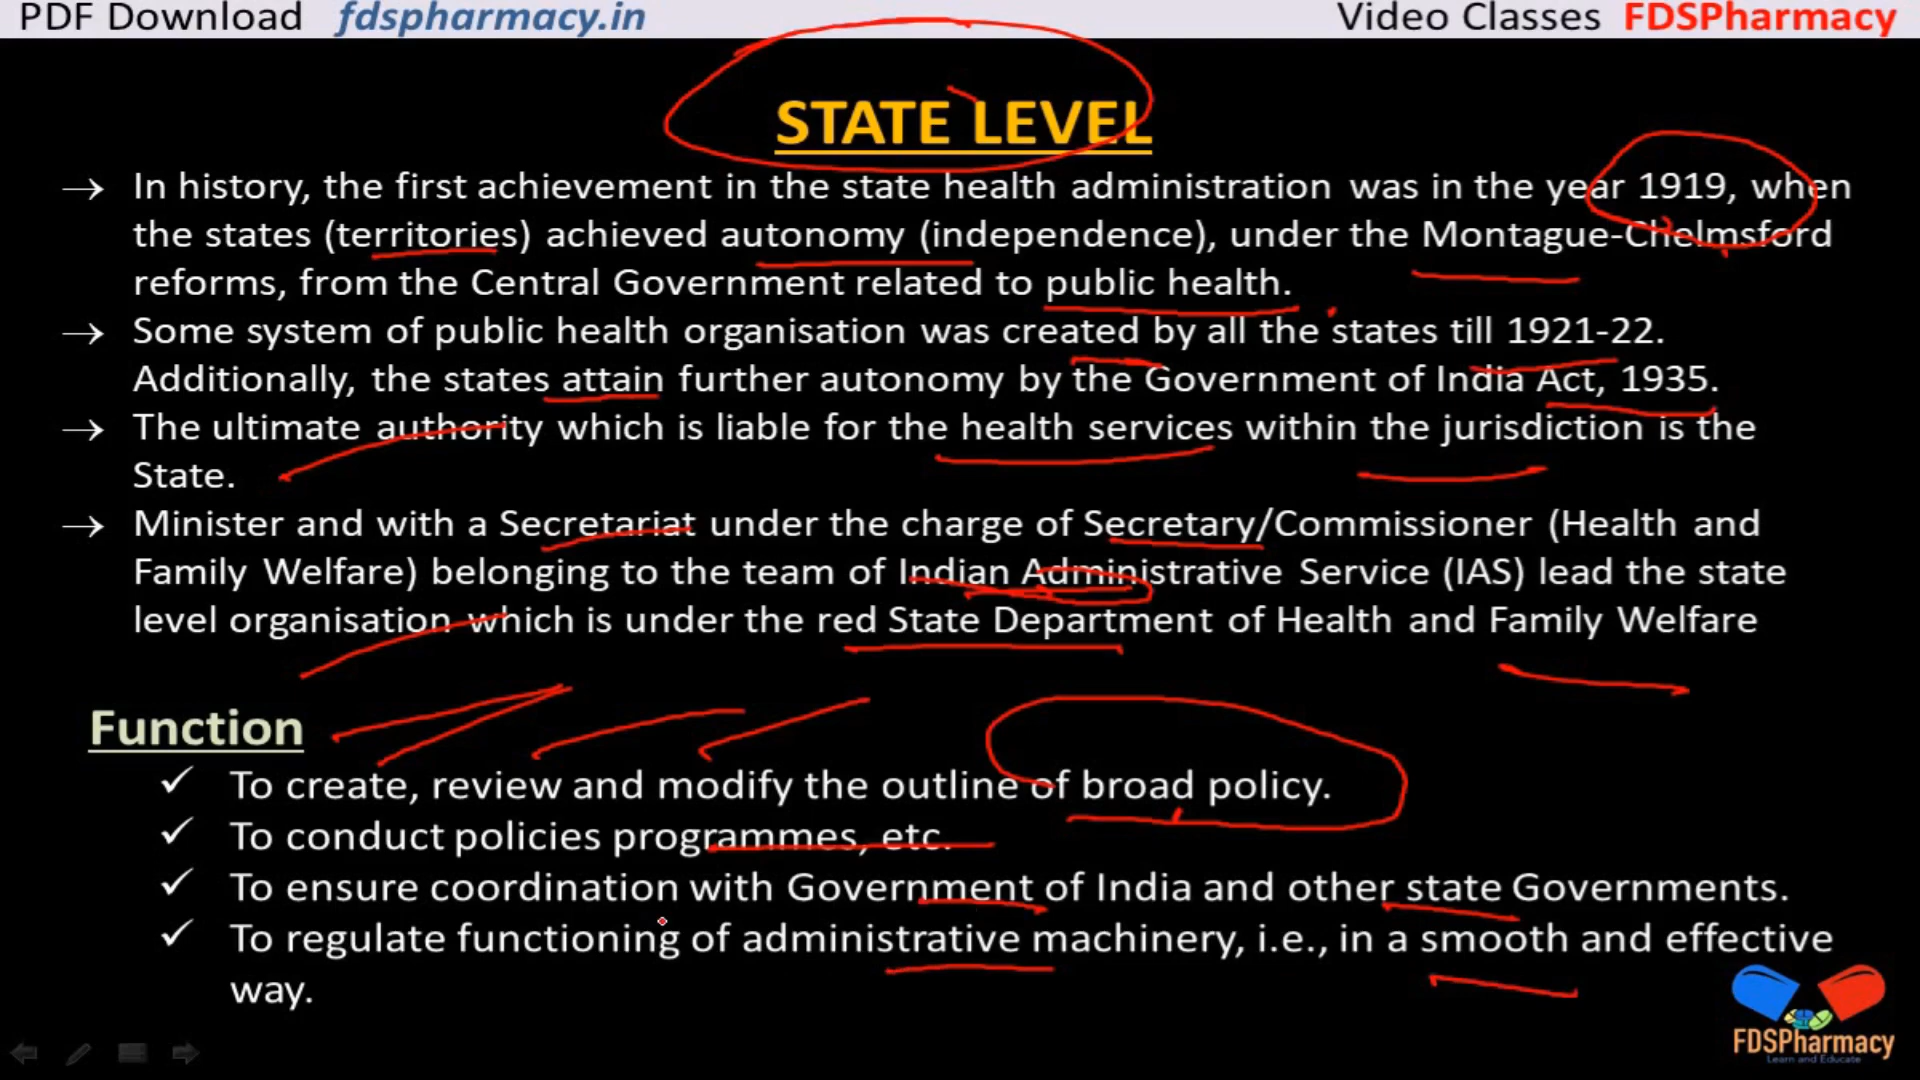 PDF Download fdspharmacy.in Video Classes FDSPharmacy
STATE LEVEL
→ In history, the first achievement in the state health administration was in the year 1919, when
the states (territories) achieved autonomy (independence), under the Montague-Chelmsford
reforms, from the Central Government related to public health.
→ Some system of public health organisation was created by all the states till 1921-22.
Additionally, the states attain further autonomy by the Government of India Act, 1935.
→ The ultimate authority which is liable for the health services within the jurisdiction is the
State.
→ Minister and with a Secretariat under the charge of Secretary/Commissioner (Health and
Family Welfare) belonging to the team of Indian Administrative Service (IAS) lead the state
level organisation which is under the red State Department of Health and Family Welfare
Function
✓ To create, review and modify the outline of broad policy.
✓ To conduct policies programmes, etc.
✓ To ensure coordination with Government of India and other state Governments.
✓ To regulate functioning of administrative machinery, i.e., in a smooth and effective
way.
FDSPharmacy
Learn and Educate